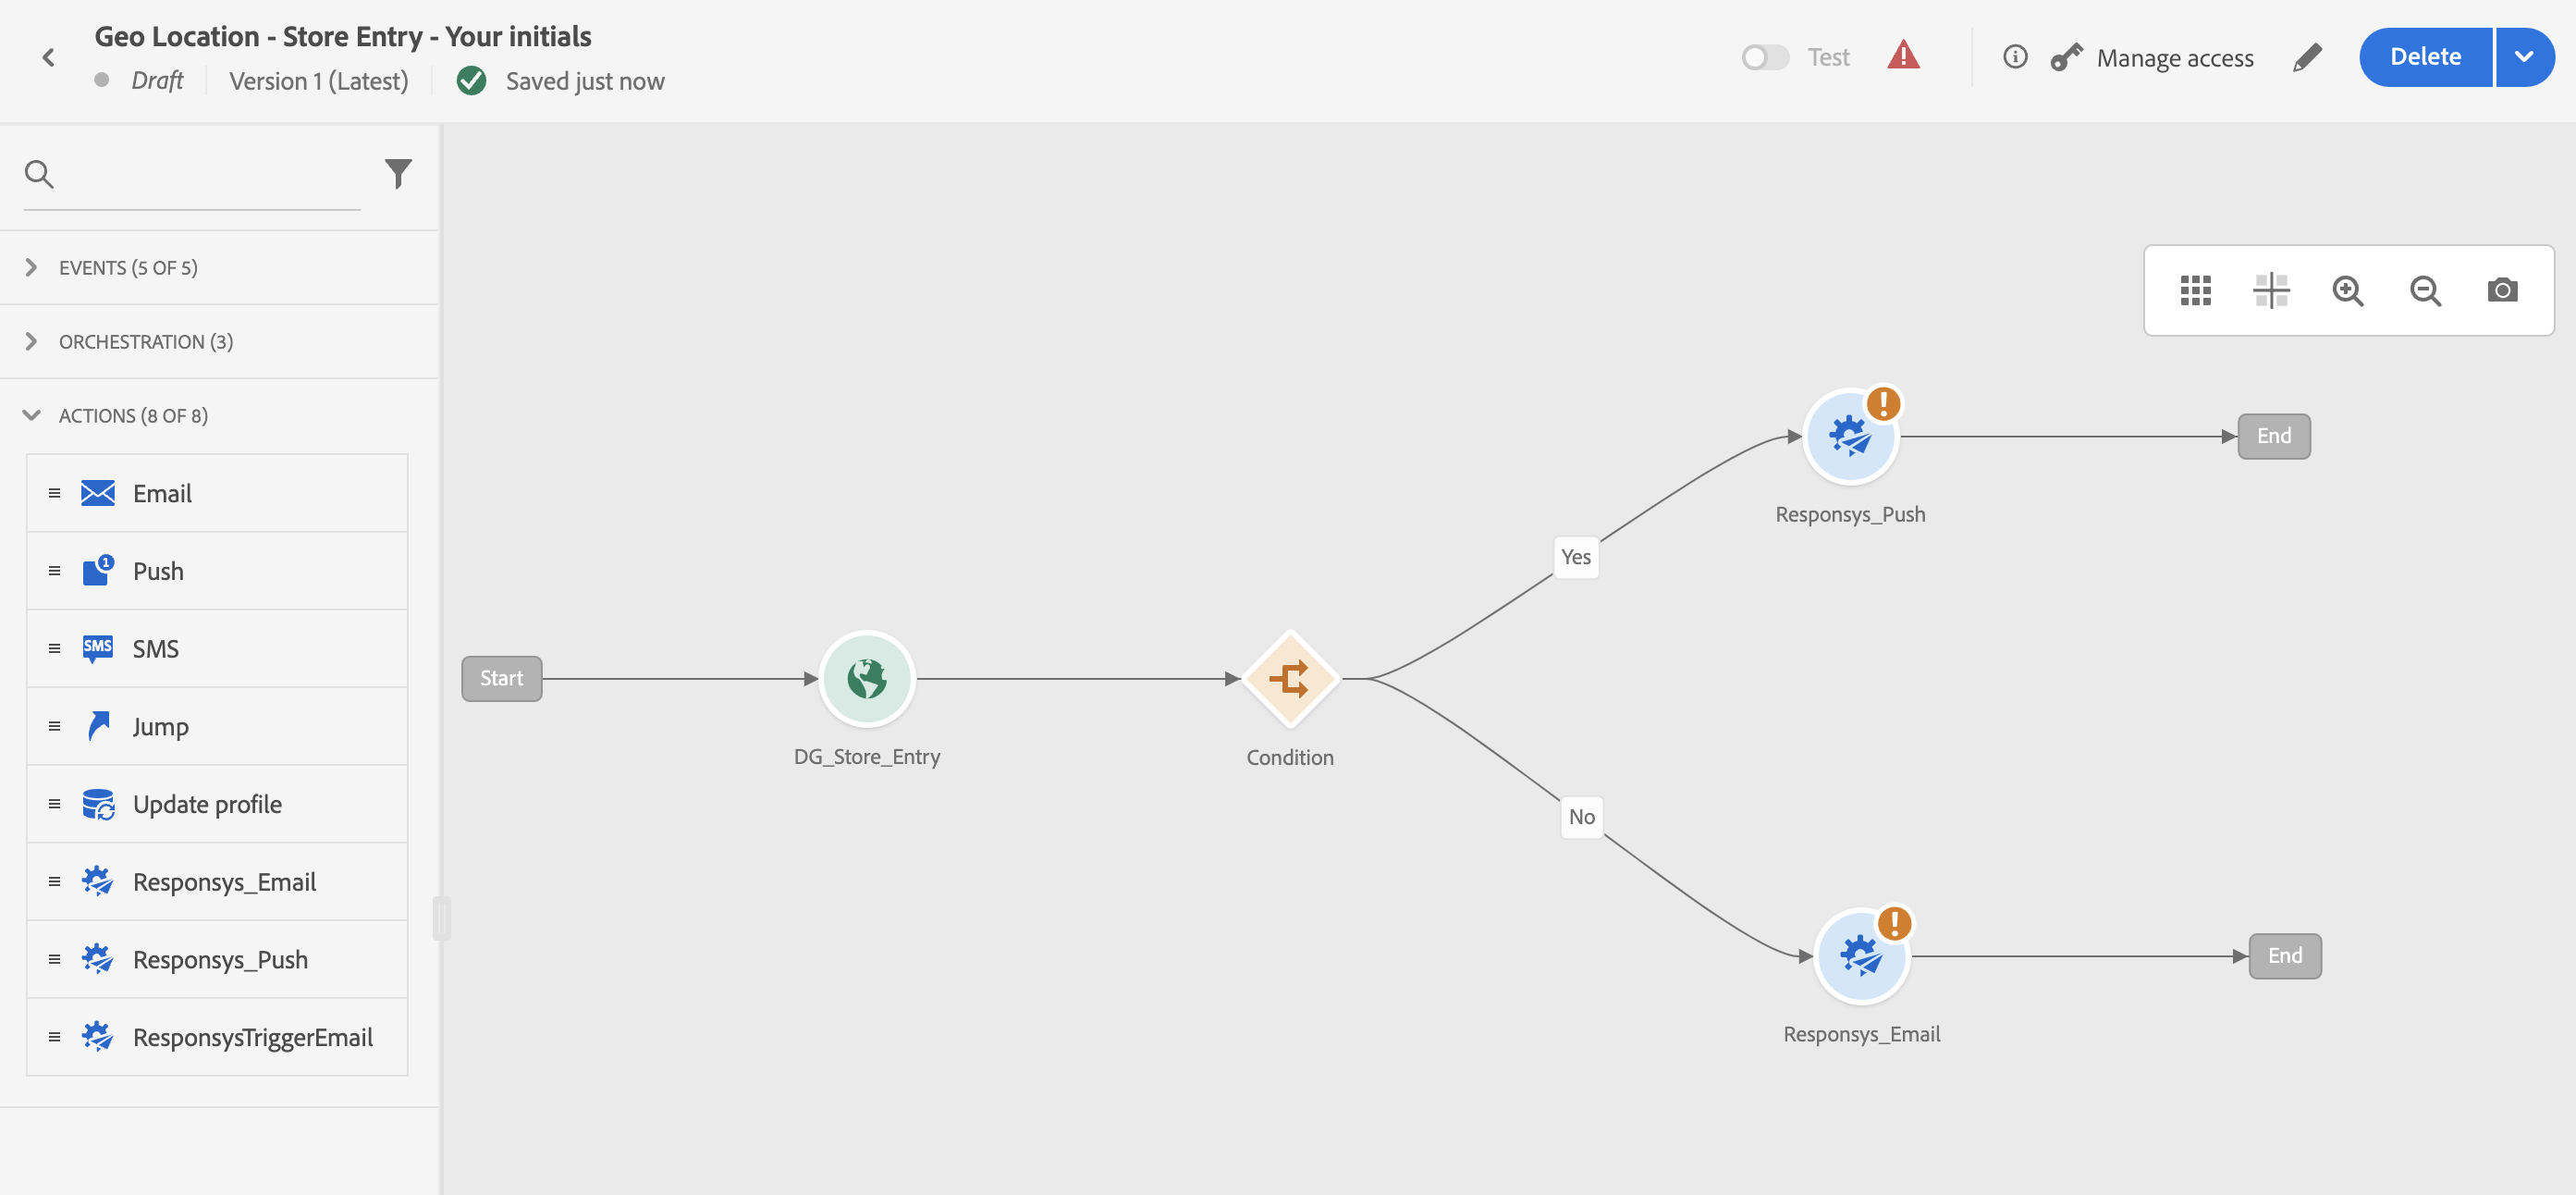 Geo Location - Store Entry - Your initials
Draft
Version 1 (Latest)
Saved just now
Test
Manage access
Delete
EVENTS (5 OF 5)
ORCHESTRATION (3)
ACTIONS (8 OF 8)
Email
1
Push
SMS
SMS
Jump
Update profile
Responsys_Email
Responsys_Push
ResponsysTriggerEmail
Start
DG_Store_Entry
Condition
Yes
Responsys_Push
End
No
Responsys_Email
End